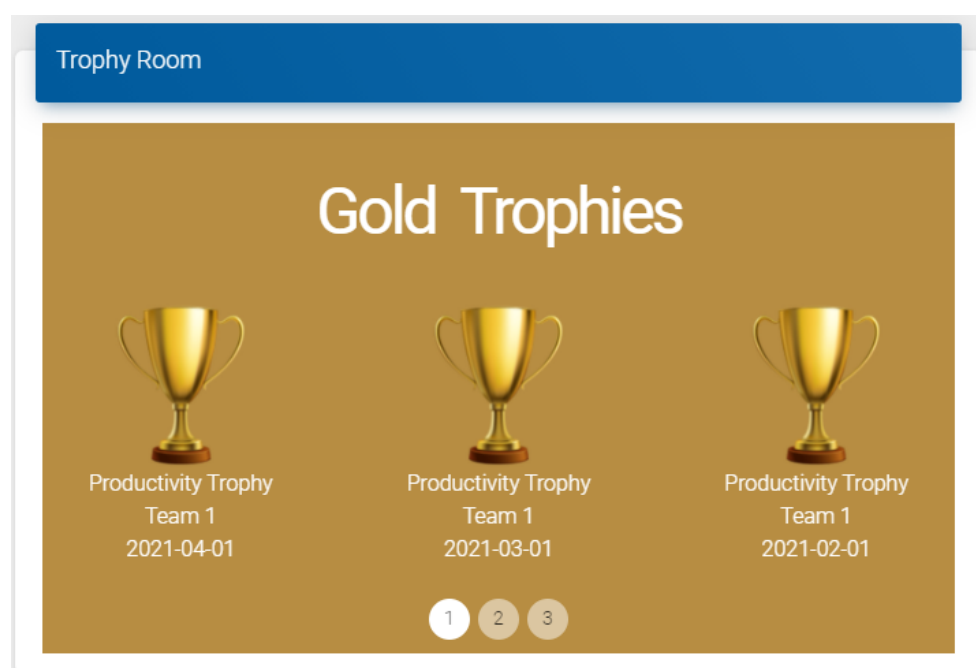 Trophy Room
Gold Trophies
Productivity Trophy
Team 1
2021-04-01
Productivity Trophy
Team 1
2021-03-01
Productivity Trophy
Team 1
2021-02-01
1 2 3